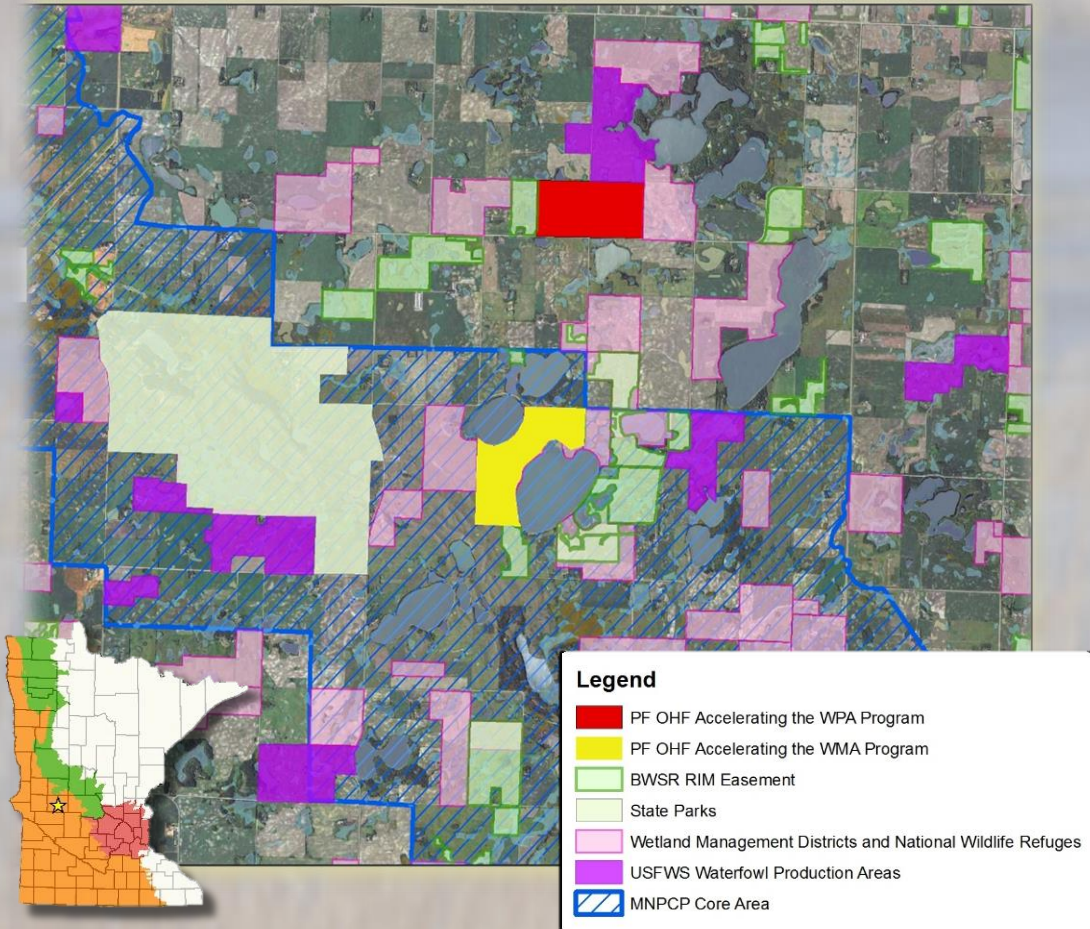 Legend
PF OHF Accelerating the WPA Program
PF OHF Accelerating the WMA Program
BWSR RIM Easement
State Parks
Wetland Management Districts and National Wildlife Refuges
USFWS Waterfowl Production Areas
MNPCP Core Area